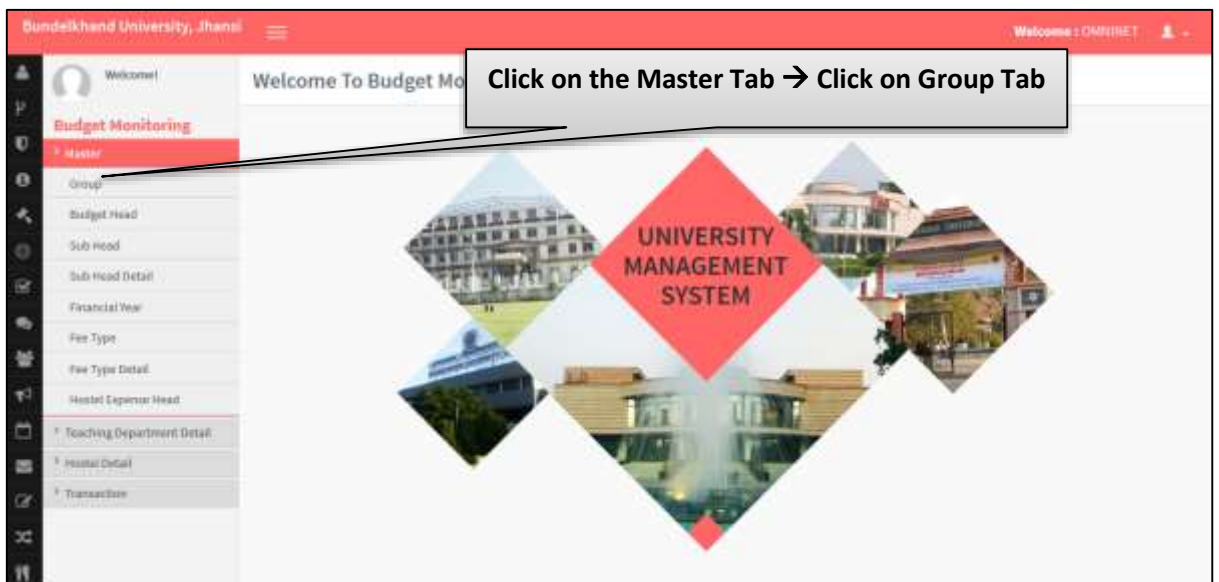 Bundelkhand University, Jhansi
Welcome : OMNINET
Welcome!
Welcome To Budget Mo
Click on the Master Tab → Click on Group Tab
Budget Monitoring
Master
Group
Budget Head
Sub Head
Sub Head Detail
Financial Year
Fee Type
Fee Type Detail
Hostel Expense Head
Teaching Department Detail
Hostel Detail
Transaction
UNIVERSITY
MANAGEMENT
SYSTEM